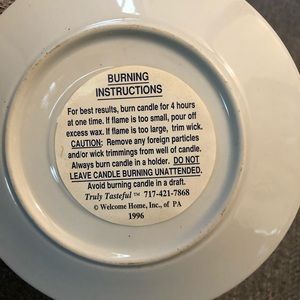 BURNING
INSTRUCTIONS
For best results, burn candle for 4 hours
at one time. If flame is too small, pour off
excess wax. If flame is too large, trim wick.
CAUTION: Remove any foreign particles
and/or wick trimmings from well of candle.
Always burn candle in a holder. DO NOT
LEAVE CANDLE BURNING UNATTENDED.
Avoid burning candle in a draft.
Truly Tasteful ™ 717-421-7868
© Welcome Home, Inc., of PA
1996